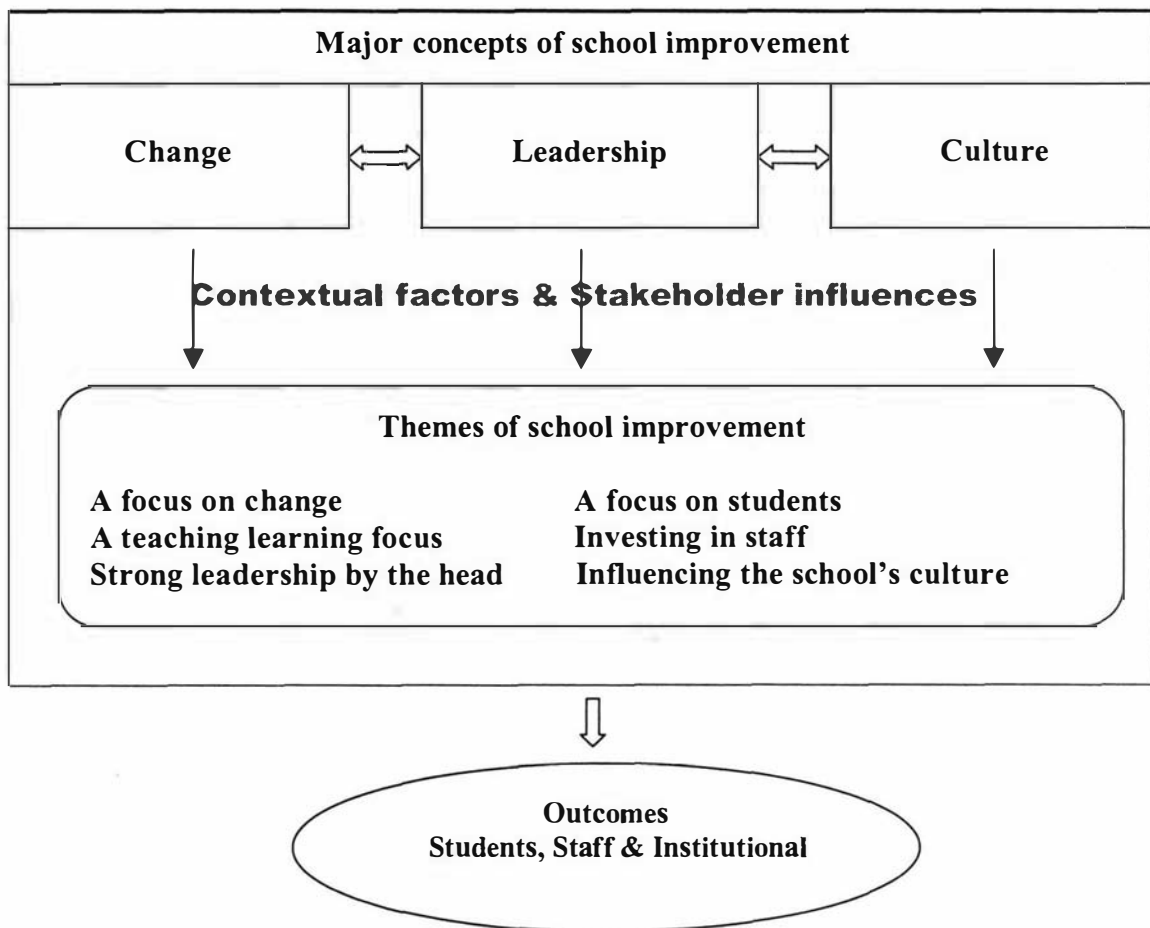 Major concepts of school improvement
Change
Leadership
Culture
Contextual factors & Stakeholder influences
Themes of school improvement
A focus on change
A teaching learning focus
Strong leadership by the head
A focus on students
Investing in staff
Influencing the school's culture
Outcomes
Students, Staff & Institutional